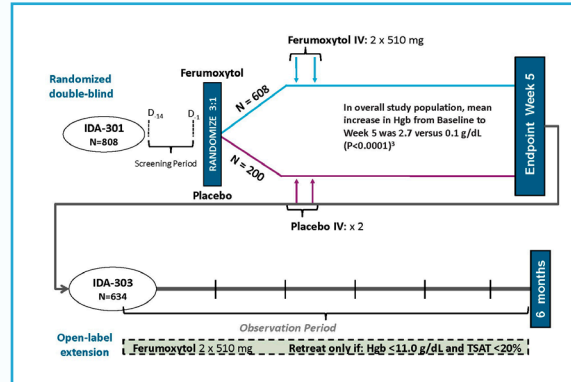 Ferumoxytol IV: 2 x 510 mg
Randomized
double-blind
Ferumoxytol
N = 608
D-14
D-1
IDA-301
N=808
Screening Period
RANDOMIZE 3:1
In overall study population, mean
increase in Hgb from Baseline to
Week 5 was 2.7 versus 0.1 g/dL
(P<0.0001)³
Endpoint Week 5
N = 200
Placebo
Placebo IV: x 2
IDA-303
N=634
6 months
Observation Period
Open-label
extension
Ferumoxytol 2 x 510 mg Retreat only if: Hgb <11.0 g/dL and TSAT <20%